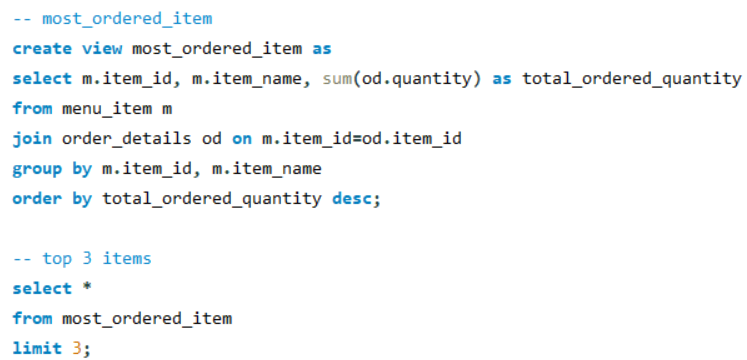 -- most_ordered_item
create view most_ordered_item as
select m.item_id, m.item_name, sum(od.quantity) as total_ordered_quantity
from menu_item m
join order_details od on m.item_id=od.item_id
group by m.item_id, m.item_name
order by total_ordered_quantity desc;

-- top 3 items
select *
from most_ordered_item
limit 3;